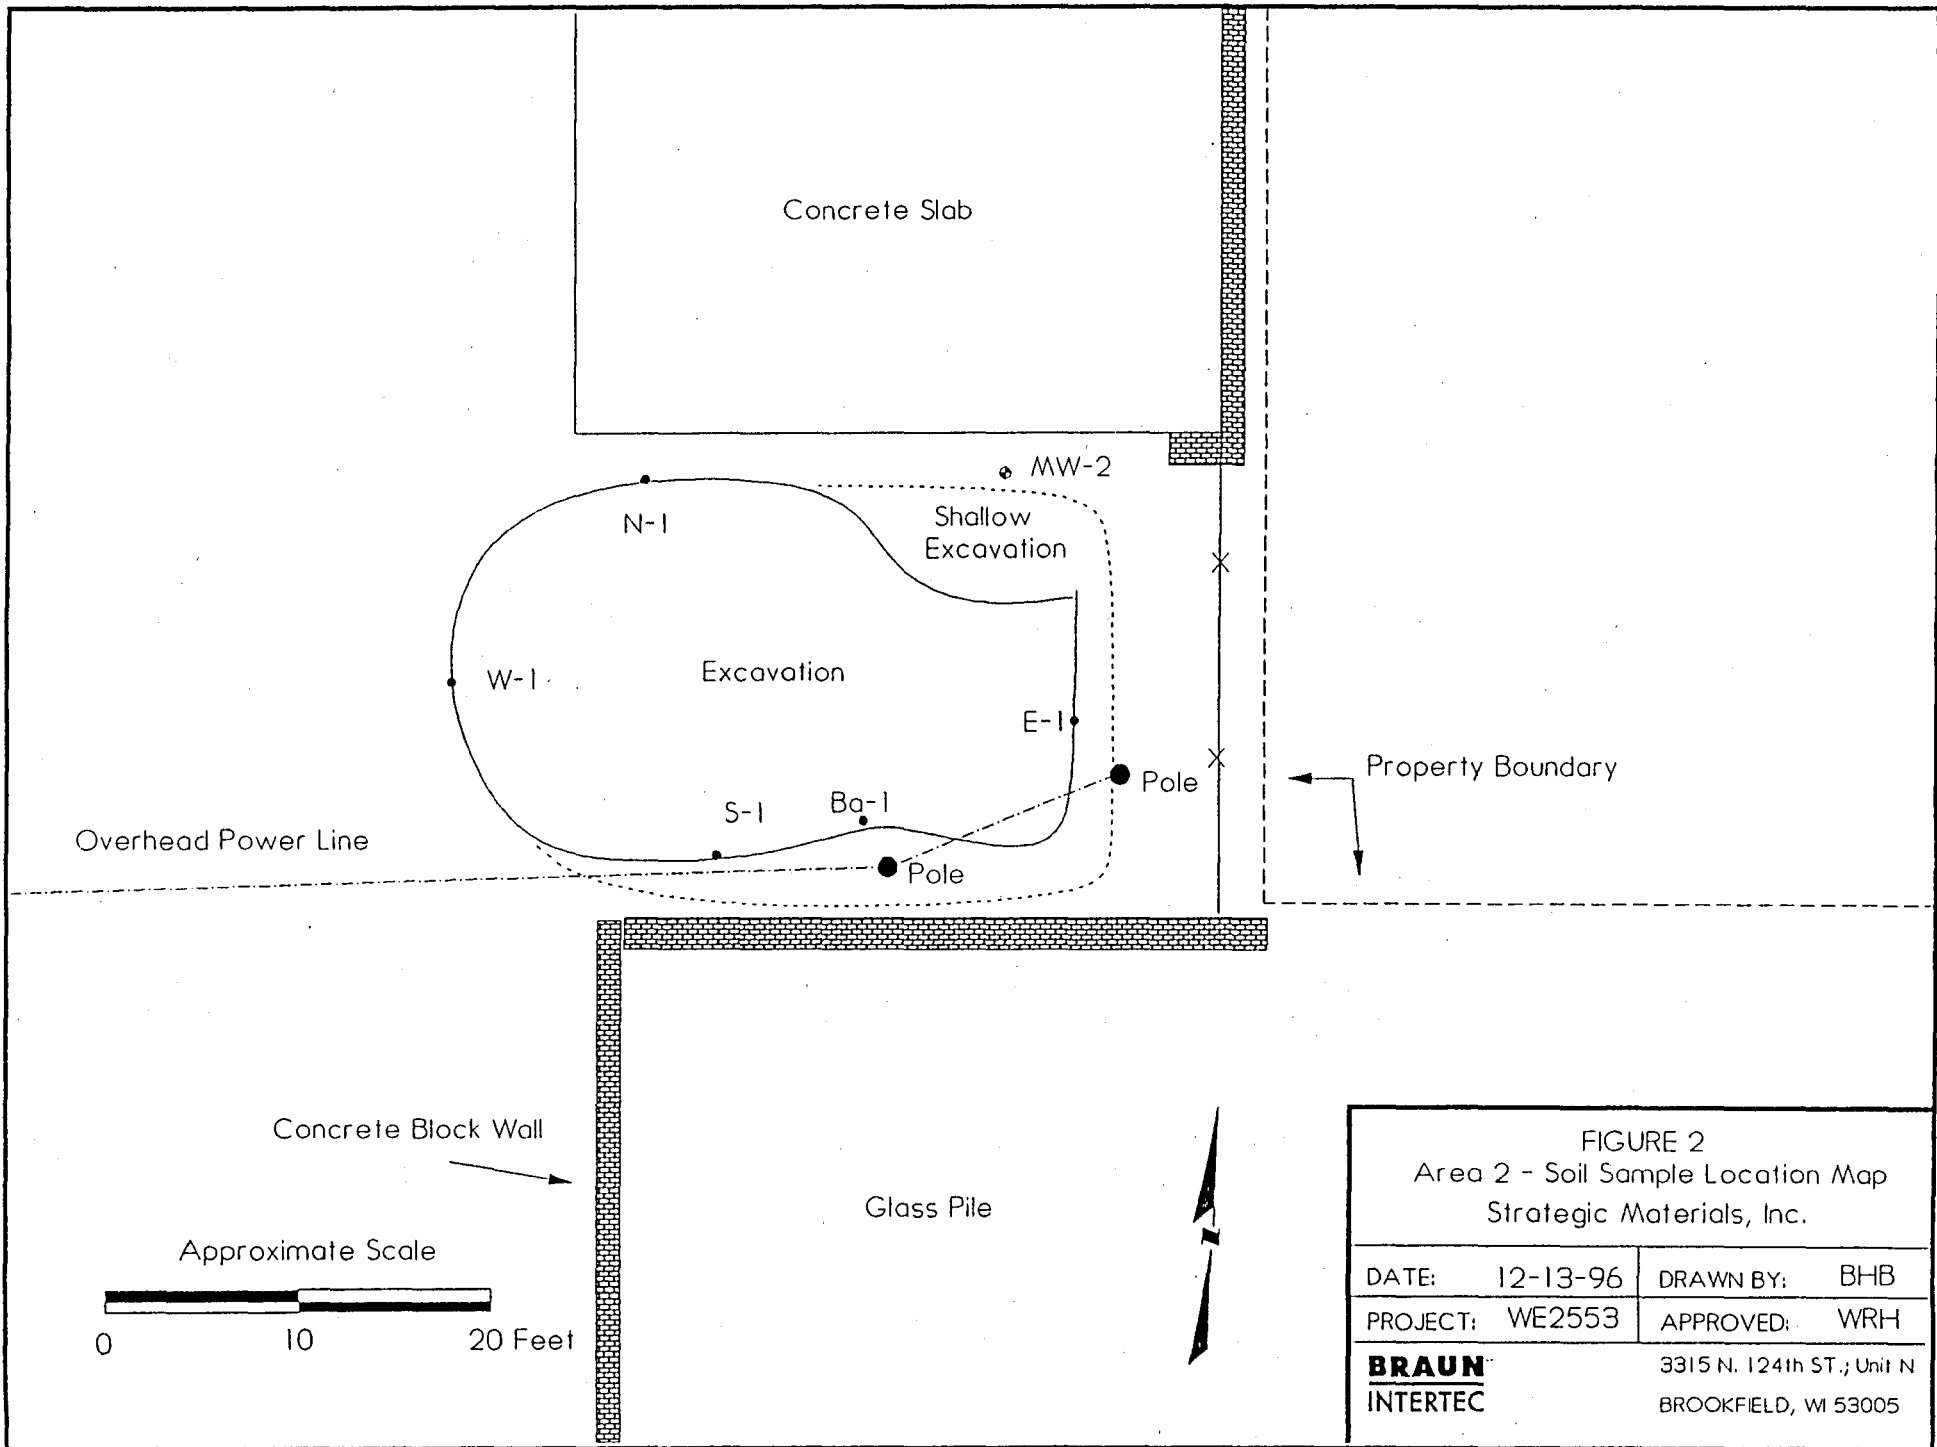 Concrete Slab
MW-2
N-1
Shallow
Excavation
W-1
Excavation
E-1
Property Boundary
Pole
Ba-1
S-1
Overhead Power Line
Pole
Concrete Block Wall
Glass Pile
N
Approximate Scale
0 10 20 Feet
FIGURE 2
Area 2 - Soil Sample Location Map
Strategic Materials, Inc.
DATE: 12-13-96 DRAWN BY: BHB
PROJECT: WE2553 APPROVED: WRH
BRAUN
INTERTEC
3315 N. 124th ST.; Unit N
BROOKFIELD, WI 53005